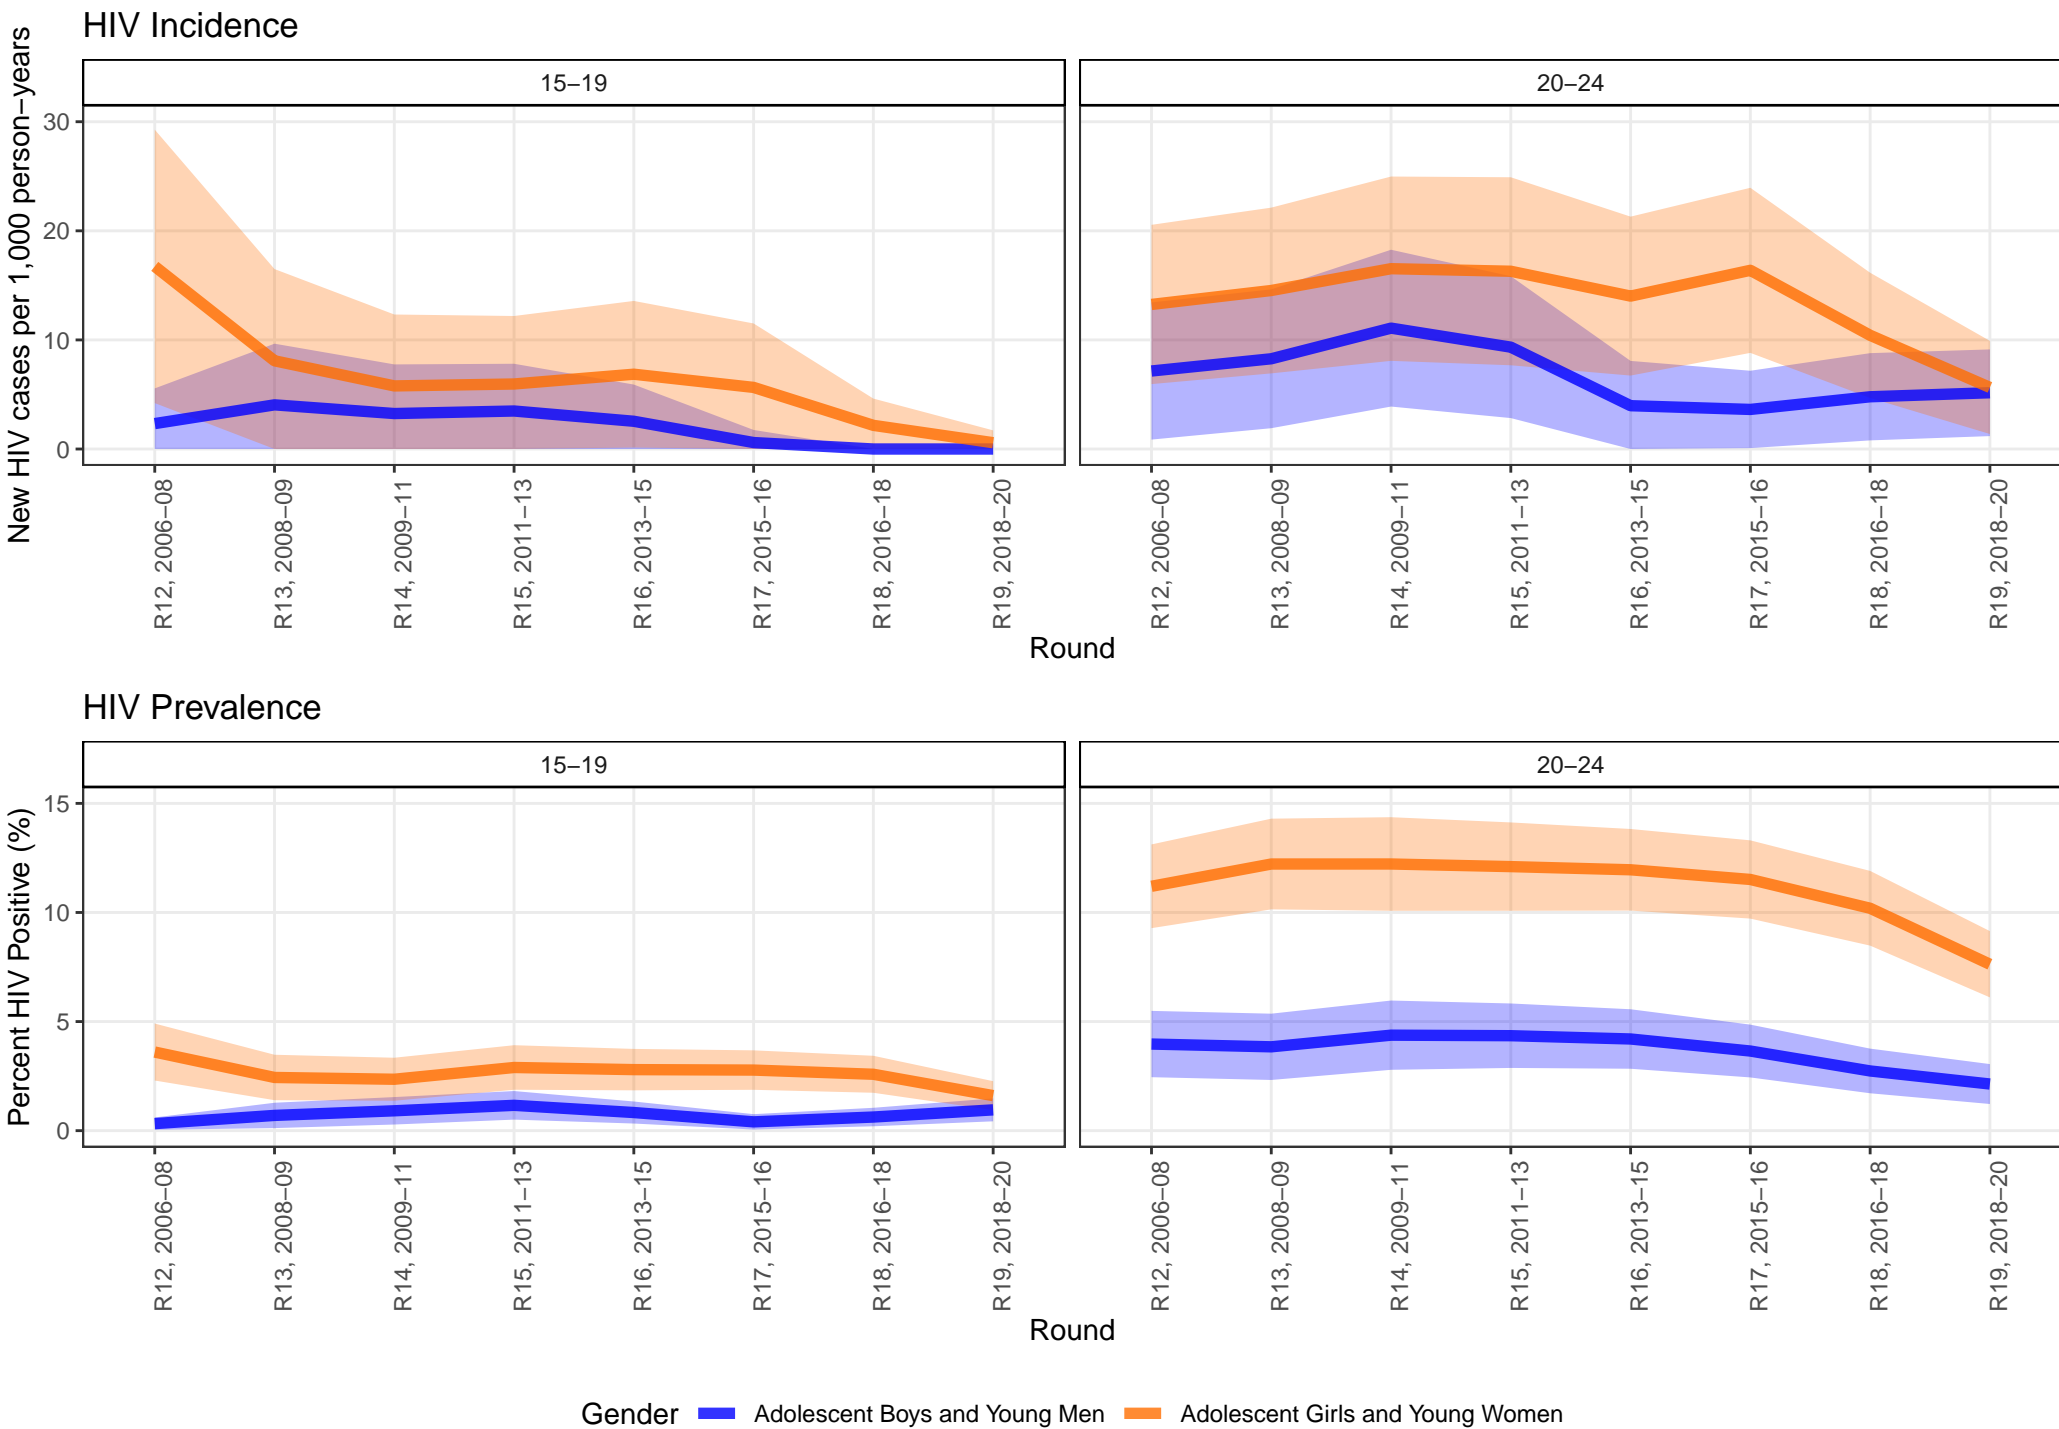 HIV Incidence
New HIV cases per 1,000 person−years
15−19
20−24
30
20
10
0
R12, 2006−08
R13, 2008−09
R14, 2009−11
R15, 2011−13
R16, 2013−15
R17, 2015−16
R18, 2016−18
R19, 2018−20
R12, 2006−08
R13, 2008−09
R14, 2009−11
R15, 2011−13
R16, 2013−15
R17, 2015−16
R18, 2016−18
R19, 2018−20
Round
HIV Prevalence
Percent HIV Positive (%)
15−19
20−24
15
10
5
0
R12, 2006−08
R13, 2008−09
R14, 2009−11
R15, 2011−13
R16, 2013−15
R17, 2015−16
R18, 2016−18
R19, 2018−20
R12, 2006−08
R13, 2008−09
R14, 2009−11
R15, 2011−13
R16, 2013−15
R17, 2015−16
R18, 2016−18
R19, 2018−20
Round
Gender Adolescent Boys and Young Men Adolescent Girls and Young Women